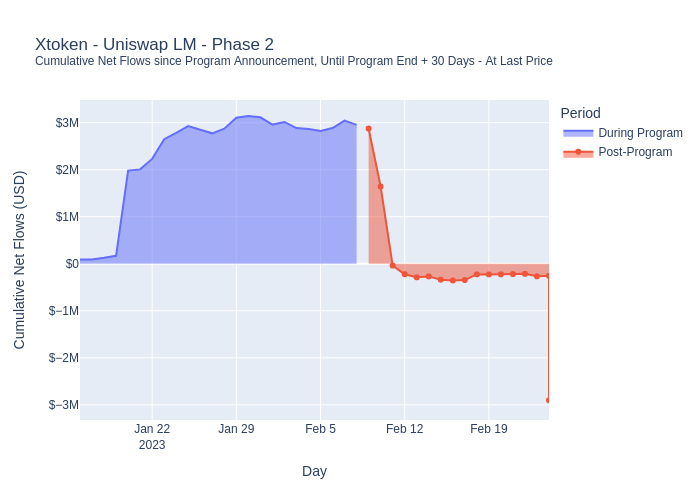 Xtoken - Uniswap LM - Phase 2
Cumulative Net Flows since Program Announcement, Until Program End + 30 Days - At Last Price
Period
During Program
Post-Program
Cumulative Net Flows (USD)
$3M
$2M
$1M
$0
$−1M
$−2M
$−3M
Jan 22
2023
Jan 29
Feb 5
Feb 12
Feb 19
Day